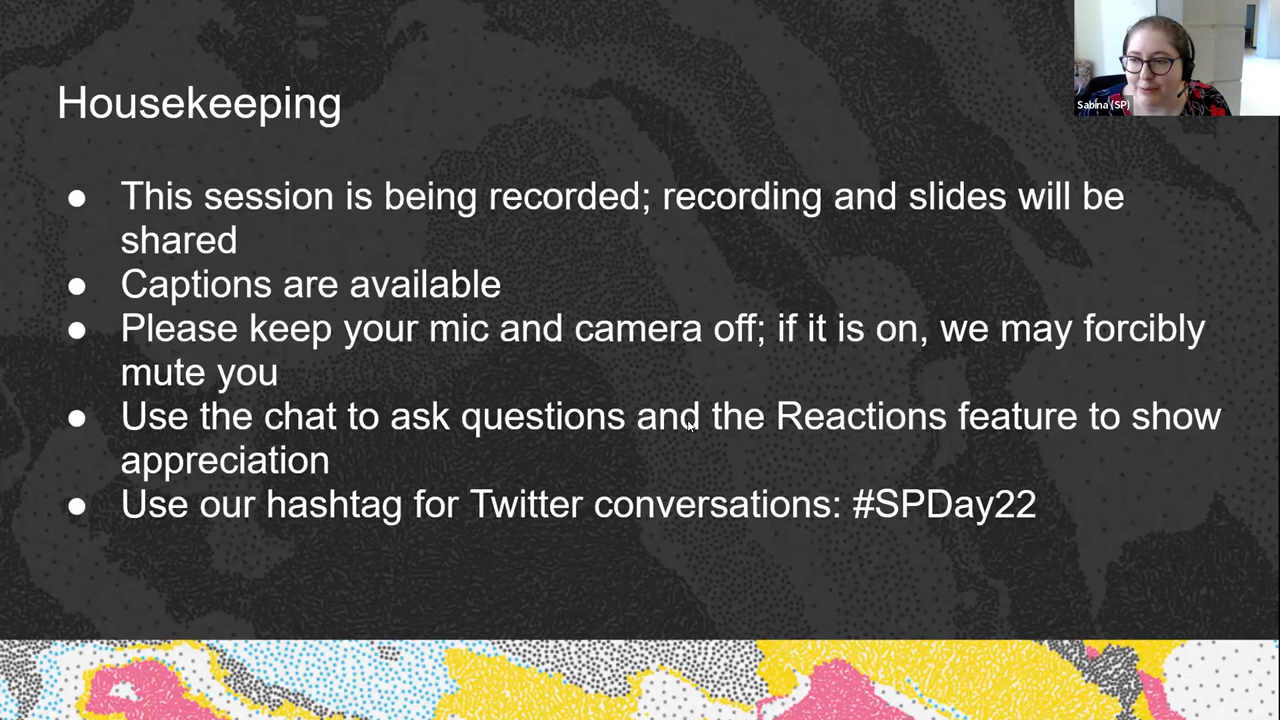 Sabina (SP)
Housekeeping
● This session is being recorded; recording and slides will be
shared
● Captions are available
● Please keep your mic and camera off; if it is on, we may forcibly
mute you
● Use the chat to ask questions and the Reactions feature to show
appreciation
● Use our hashtag for Twitter conversations: #SPDay22